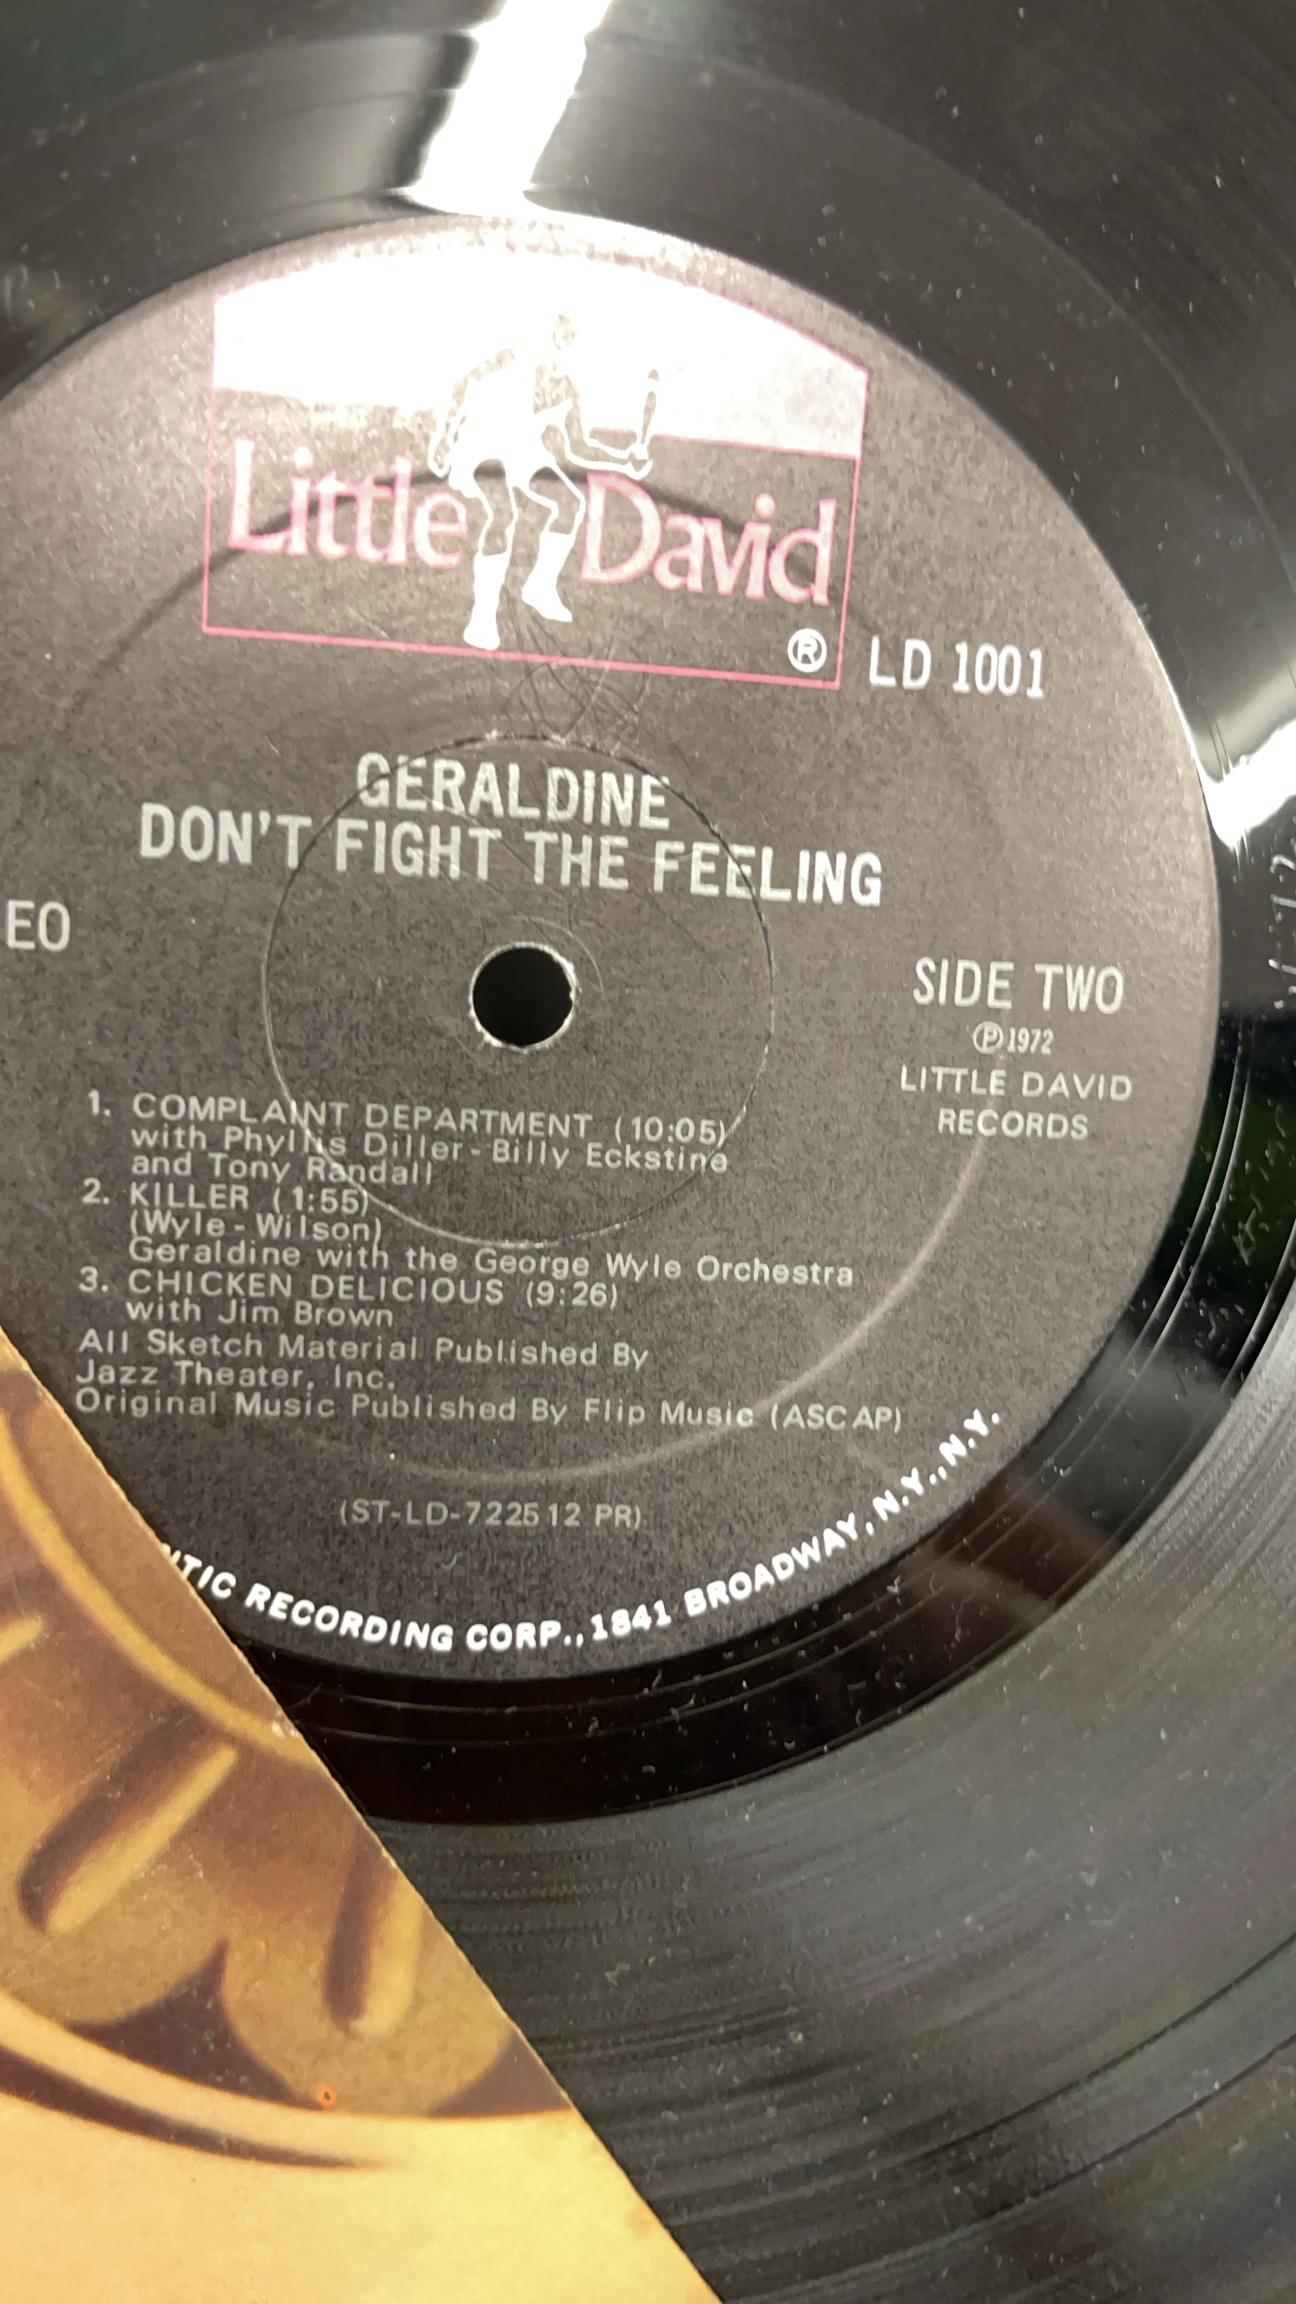 Little David
® LD 1001
GERALDINE
DON'T FIGHT THE FEELING
EO
SIDE TWO
Ⓟ1972
LITTLE DAVID
RECORDS
1. COMPLAINT DEPARTMENT (10:05)
with Phyllis Diller - Billy Eckstine
and Tony Randall
2. KILLER (1:55)
(Wyle - Wilson)
Geraldine with the George Wyle Orchestra
3. CHICKEN DELICIOUS (9:26)
with Jim Brown
All Sketch Material Published By
Jazz Theater, Inc.
Original Music Published By Flip Music (ASCAP)
(ST-LD-722512 PR)
TIC RECORDING CORP., 1841 BROADWAY, N.Y., N.Y.